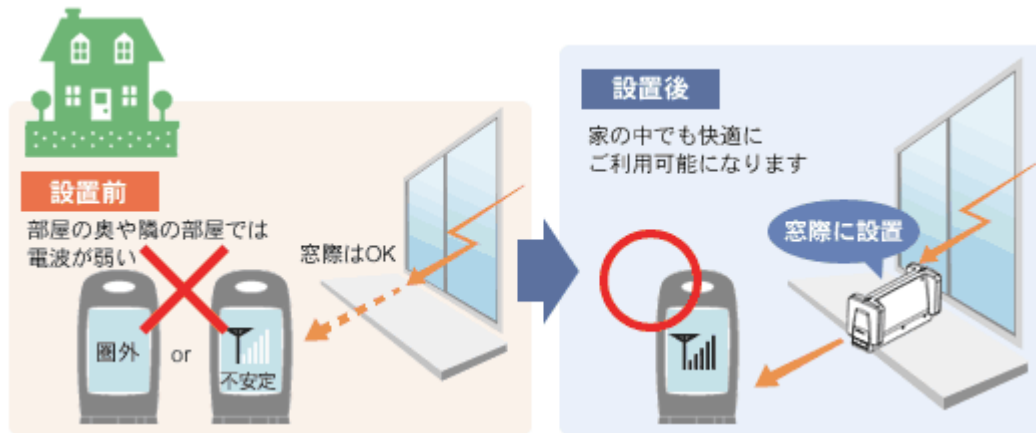 設置前
部屋の奥や隣の部屋では
電波が弱い
窓際はOK
圏外
or
不安定
設置後
家の中でも快適に
ご利用可能になります
窓際に設置